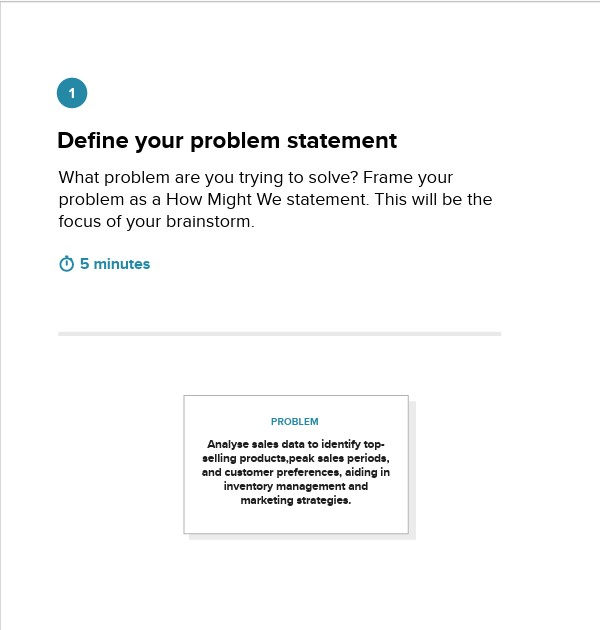 1
Define your problem statement
What problem are you trying to solve? Frame your
problem as a How Might We statement. This will be the
focus of your brainstorm.
5 minutes
PROBLEM
Analyse sales data to identify top-
selling products,peak sales periods,
and customer preferences, aiding in
inventory management and
marketing strategies.